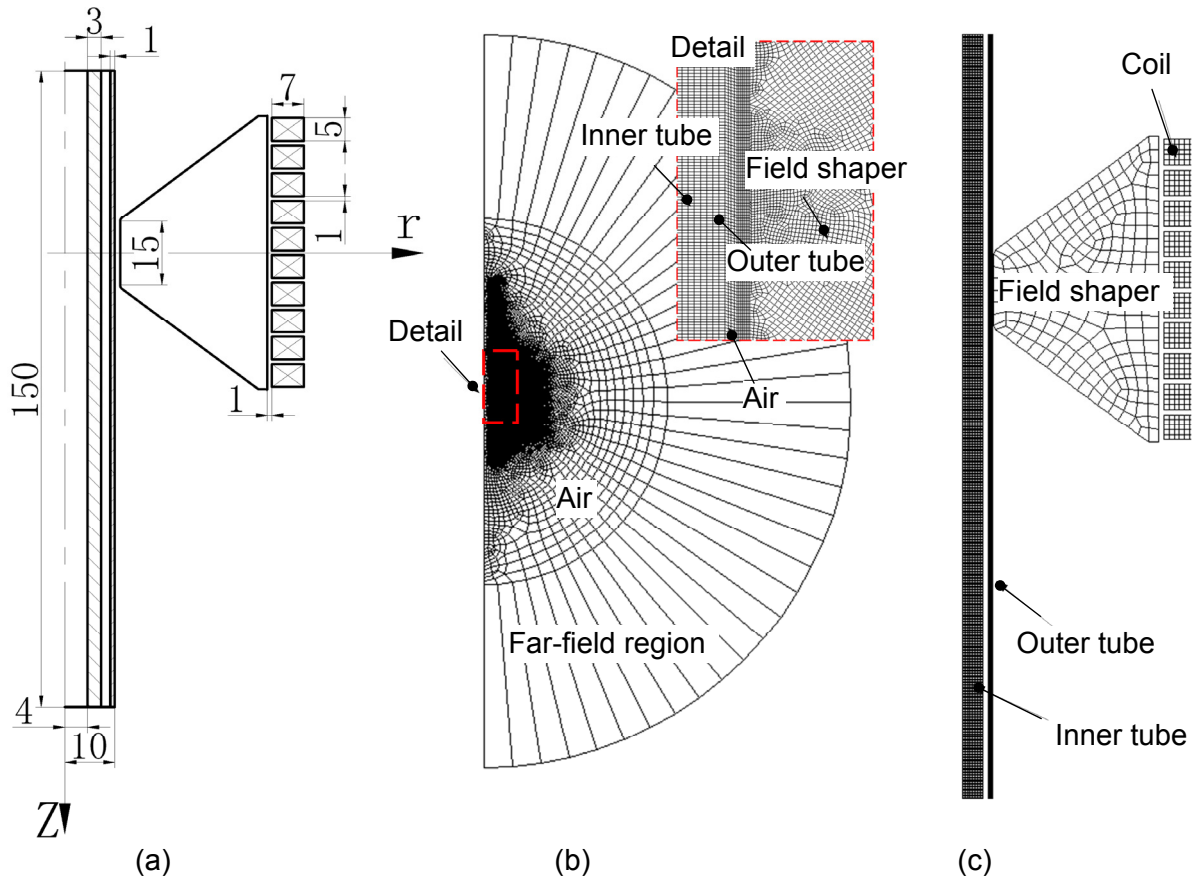 3
1
7
5
1
15
r
150
1
4
10
Z
(a)
Detail
Inner tube
Field shaper
Outer tube
Detail
Air
Air
Far-field region
(b)
Coil
Field shaper
Outer tube
Inner tube
(c)